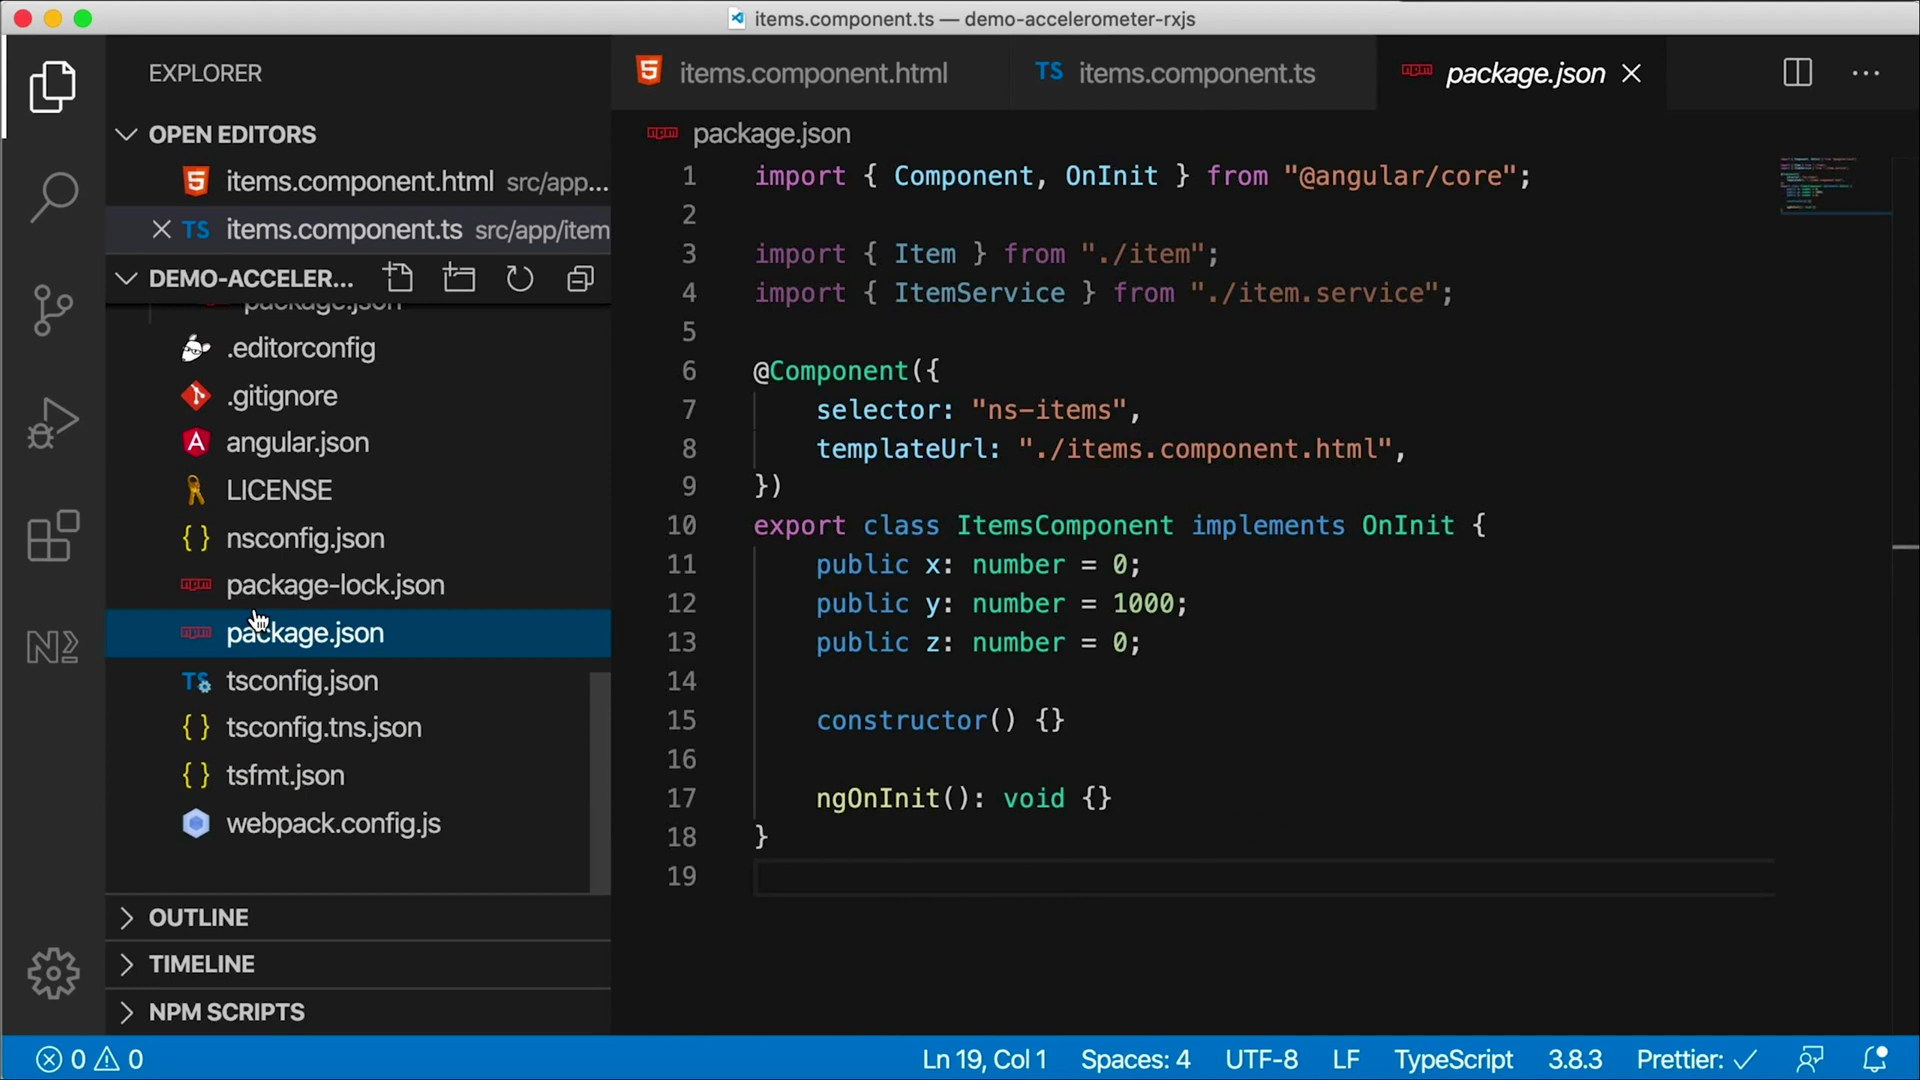 items.component.ts — demo-accelerometer-rxjs
EXPLORER
OPEN EDITORS
items.component.html src/app...
TS items.component.ts src/app/item
DEMO-ACCELER...
package.json
.editorconfig
.gitignore
angular.json
LICENSE
{ } nsconfig.json
package-lock.json
package.json
TS tsconfig.json
{ } tsconfig.tns.json
{ } tsfmt.json
webpack.config.js
OUTLINE
TIMELINE
NPM SCRIPTS
items.component.html
TS items.component.ts
package.json
package.json
1 import { Component, OnInit } from "@angular/core";
2
3 import { Item } from "./item";
4 import { ItemService } from "./item.service";
5
6 @Component({
7 selector: "ns-items",
8 templateUrl: "./items.component.html",
9 })
10 export class ItemsComponent implements OnInit {
11 public x: number = 0;
12 public y: number = 1000;
13 public z: number = 0;
14
15 constructor() {}
16
17 ngOnInit(): void {}
18 }
19
0 0 Ln 19, Col 1 Spaces: 4 UTF-8 LF TypeScript 3.8.3 Prettier: ✓